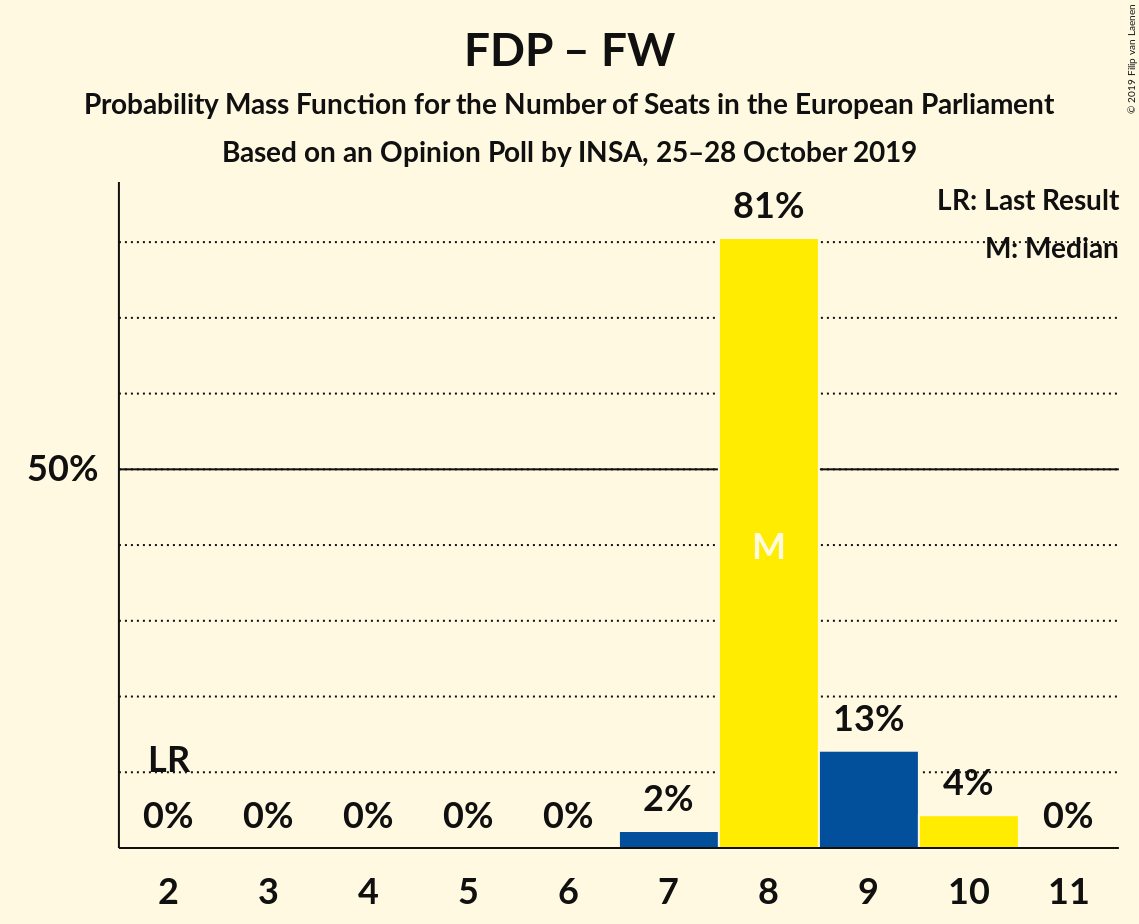 FDP – FW
Probability Mass Function for the Number of Seats in the European Parliament
Based on an Opinion Poll by INSA, 25–28 October 2019
© 2019 Filip van Laenen
LR: Last Result
M: Median
81%
50%
M
13%
LR
4%
2%
0% 0% 0% 0% 0% 0%
2 3 4 5 6 7 8 9 10 11